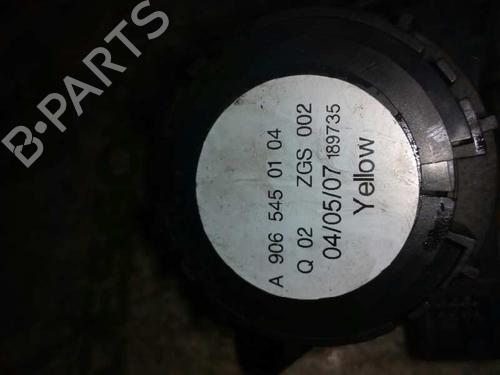 A 906 545 01 04
Q 02 ZGS 002
04/05/07 189735
Yellow
B-PARTS